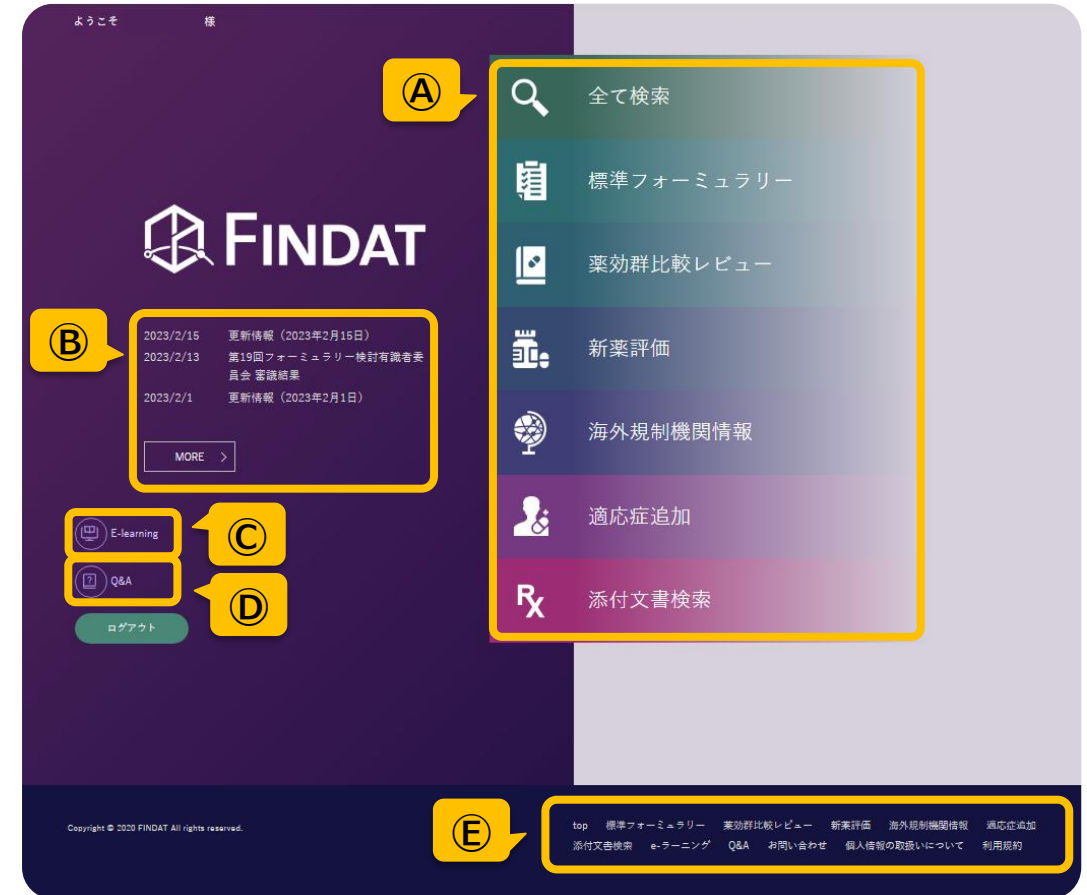 ようこそ 様
Ⓐ
全て検索
標準フォーミュラリー
薬効群比較レビュー
新薬評価
海外規制機関情報
適応症追加
Rx 添付文書検索
FINDAT
Ⓑ
2023/2/15 更新情報（2023年2月15日）
2023/2/13 第19回フォーミュラリー検討有識者委
員会 審議結果
2023/2/1 更新情報（2023年2月1日）
MORE >
E-learning
Ⓒ
? Q&A
Ⓓ
ログアウト
Copyright © 2020 FINDAT All rights reserved.
Ⓔ
top 標準フォーミュラリー 薬効群比較レビュー 新薬評価 海外規制機関情報 適応症追加
添付文書検索 e-ラーニング Q&A お問い合わせ 個人情報の取扱いについて 利用規約